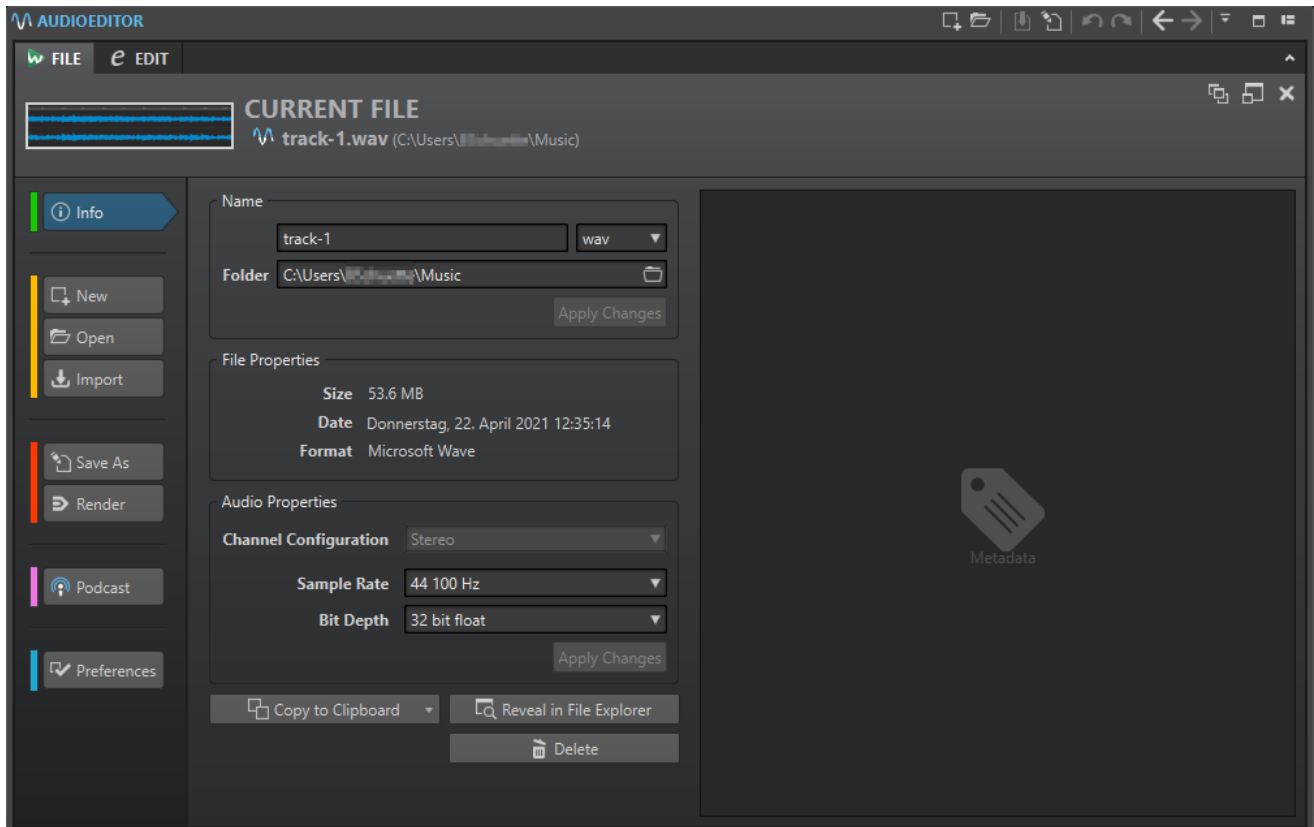 AUDIOEDITOR
FILE EDIT
CURRENT FILE
track-1.wav (C:\Users\ \Music)
Info
New
Open
Import
Save As
Render
Podcast
Preferences
Name
track-1 wav
Folder C:\Users\ \Music
Apply Changes
File Properties
Size 53.6 MB
Date Donnerstag, 22. April 2021 12:35:14
Format Microsoft Wave
Audio Properties
Channel Configuration Stereo
Sample Rate 44 100 Hz
Bit Depth 32 bit float
Apply Changes
Copy to Clipboard Reveal in File Explorer
Delete
Metadata